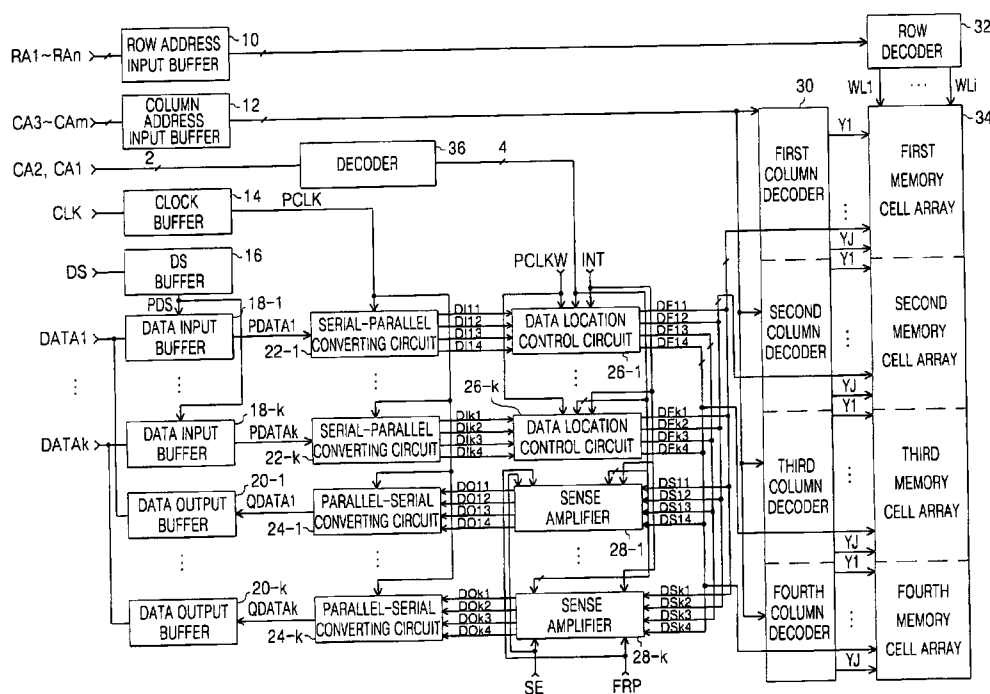 RA1~RAn
ROW ADDRESS
INPUT BUFFER
10
ROW
DECODER
32
WL1
...
WLi
34
CA3~CAm
COLUMN
ADDRESS
INPUT BUFFER
12
30
CA2, CA1
2
DECODER
36
4
CLK
CLOCK
BUFFER
14
PCLK
DS
DS
BUFFER
16
PDS
PCLKW
INT
DATA1
DATA INPUT
BUFFER
18-1
PDATA1
SERIAL-PARALLEL
CONVERTING CIRCUIT
22-1
DI11
DI12
DI13
DI14
DATA LOCATION
CONTROL CIRCUIT
26-1
DF11
DF12
DF13
DF14
DATAk
DATA INPUT
BUFFER
18-k
PDATAk
SERIAL-PARALLEL
CONVERTING CIRCUIT
22-k
DIk1
DIk2
DIk3
DIk4
26-k
DATA LOCATION
CONTROL CIRCUIT
DFk1
DFk2
DFk3
DFk4
20-1
DATA OUTPUT
BUFFER
QDATA1
PARALLEL-SERIAL
CONVERTING CIRCUIT
24-1
DO11
DO12
DO13
DO14
SENSE
AMPLIFIER
28-1
DS11
DS12
DS13
DS14
20-k
DATA OUTPUT
BUFFER
QDATAk
PARALLEL-SERIAL
CONVERTING CIRCUIT
24-k
DOk1
DOk2
DOk3
DOk4
SENSE
AMPLIFIER
28-k
DSk1
DSk2
DSk3
DSk4
SE
FRP
FIRST
COLUMN
DECODER
Y1
YJ
FIRST
MEMORY
CELL ARRAY
SECOND
COLUMN
DECODER
Y1
YJ
SECOND
MEMORY
CELL ARRAY
THIRD
COLUMN
DECODER
Y1
YJ
THIRD
MEMORY
CELL ARRAY
FOURTH
COLUMN
DECODER
Y1
YJ
FOURTH
MEMORY
CELL ARRAY